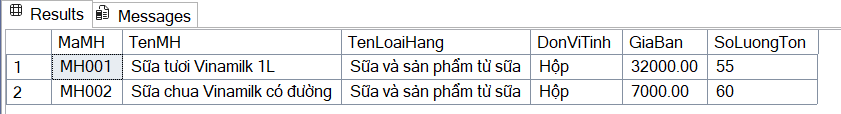 Results Messages
MaMH TenMH TenLoaiHang DonViTinh GiaBan SoLuongTon
1 MH001 Sữa tươi Vinamilk 1L Sữa và sản phẩm từ sữa Hộp 32000.00 55
2 MH002 Sữa chua Vinamilk có đường Sữa và sản phẩm từ sữa Hộp 7000.00 60